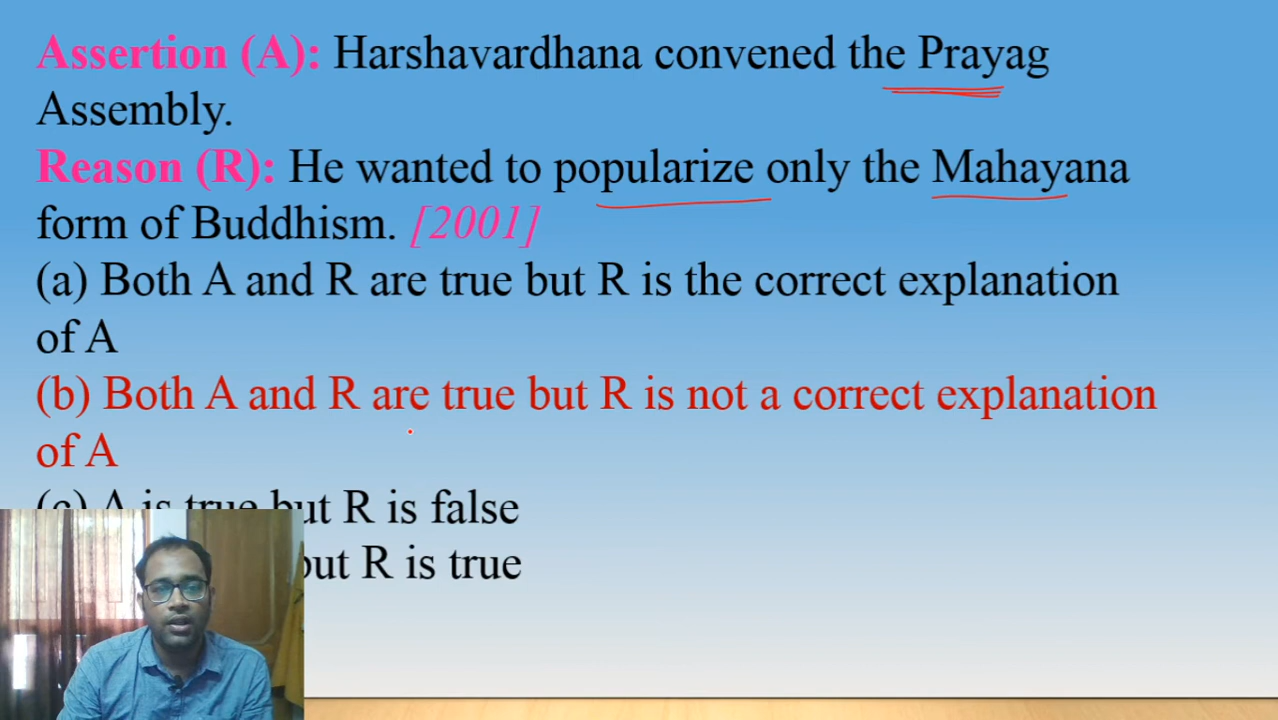 Assertion (A): Harshavardhana convened the Prayag
Assembly.
Reason (R): He wanted to popularize only the Mahayana
form of Buddhism. [2001]
(a) Both A and R are true but R is the correct explanation
of A
(b) Both A and R are true but R is not a correct explanation
of A
(c) A is true but R is false
but R is true